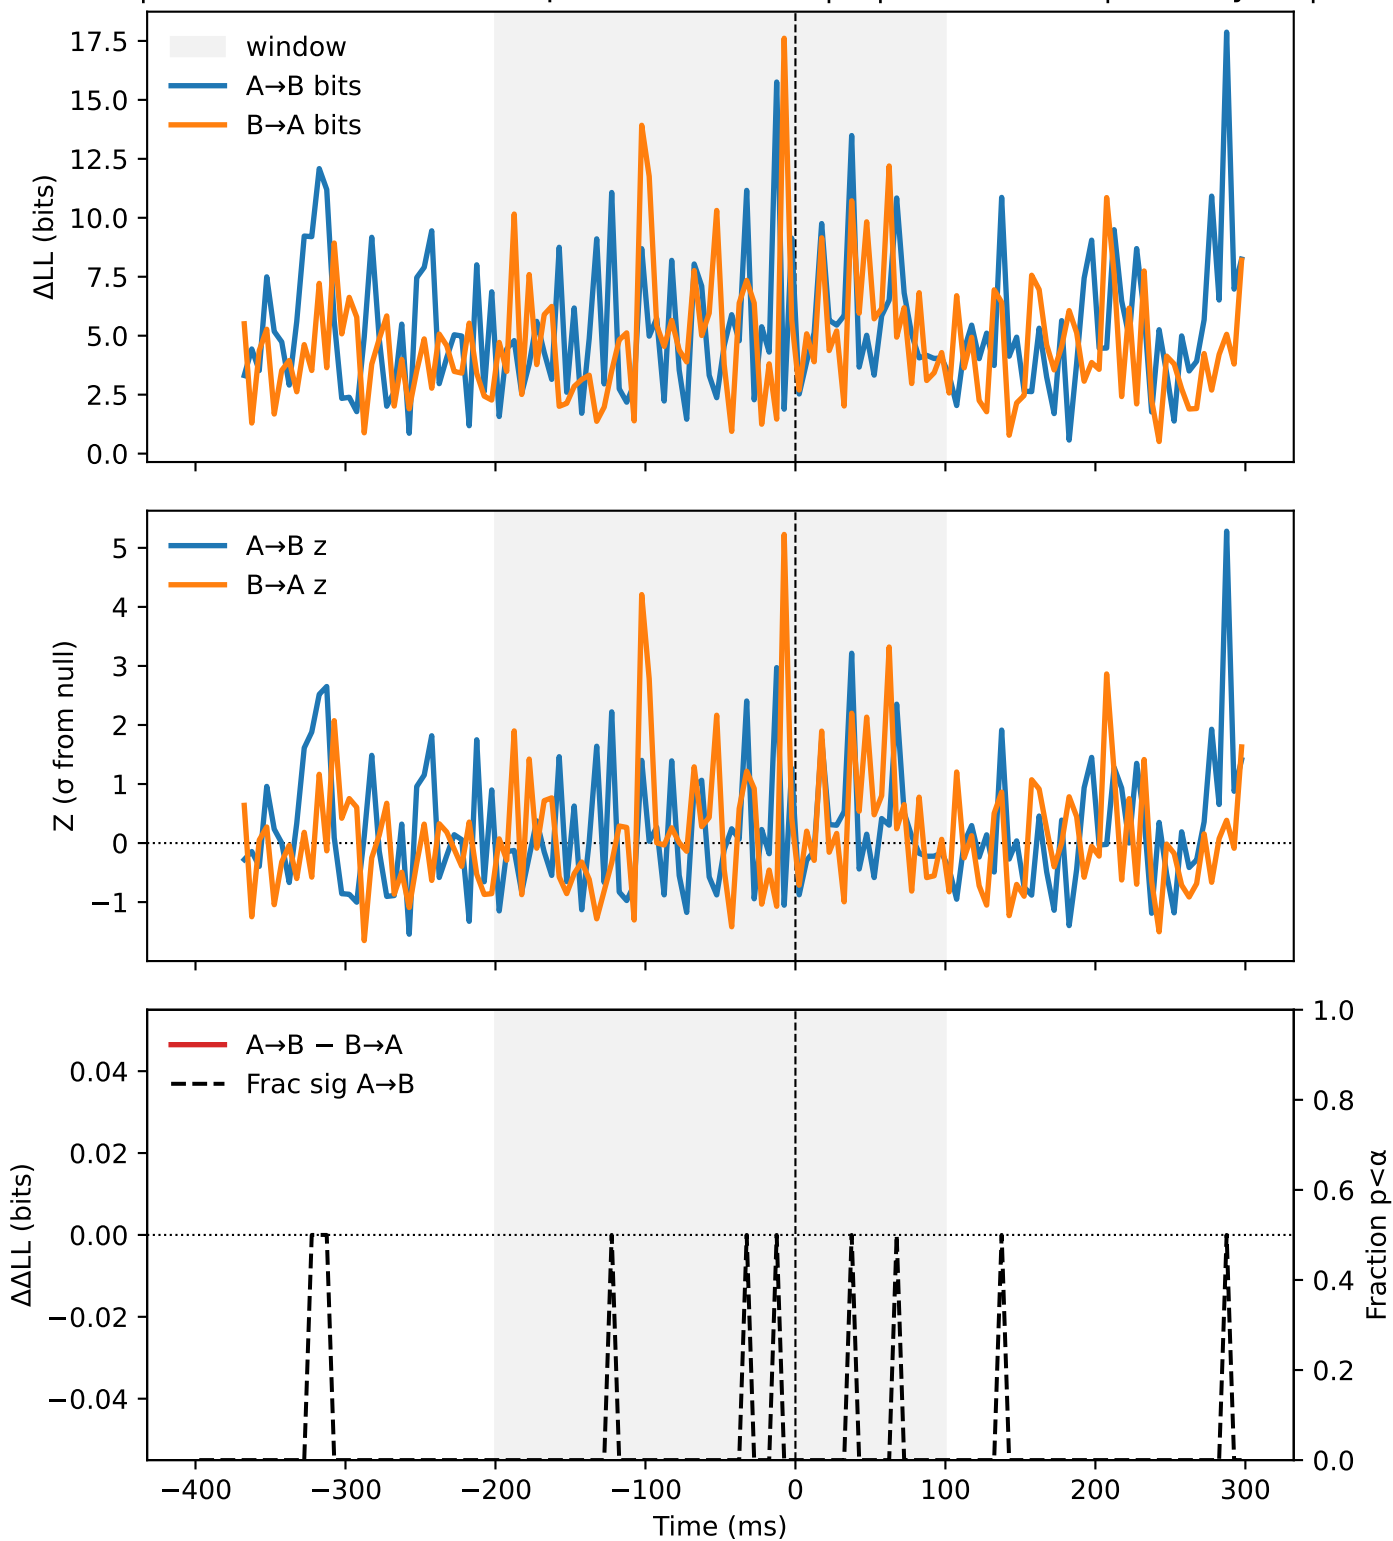 window
A→B bits
B→A bits
ΔLL (bits)
17.5
15.0
12.5
10.0
7.5
5.0
2.5
0.0
A→B z
B→A z
Z (σ from null)
5
4
3
2
1
0
−1
A→B − B→A
Frac sig A→B
ΔΔLL (bits)
0.04
0.02
0.00
−0.02
−0.04
1.0
0.8
0.6
0.4
0.2
0.0
Fraction p<α
−400 −300 −200 −100 0 100 200 300
Time (ms)